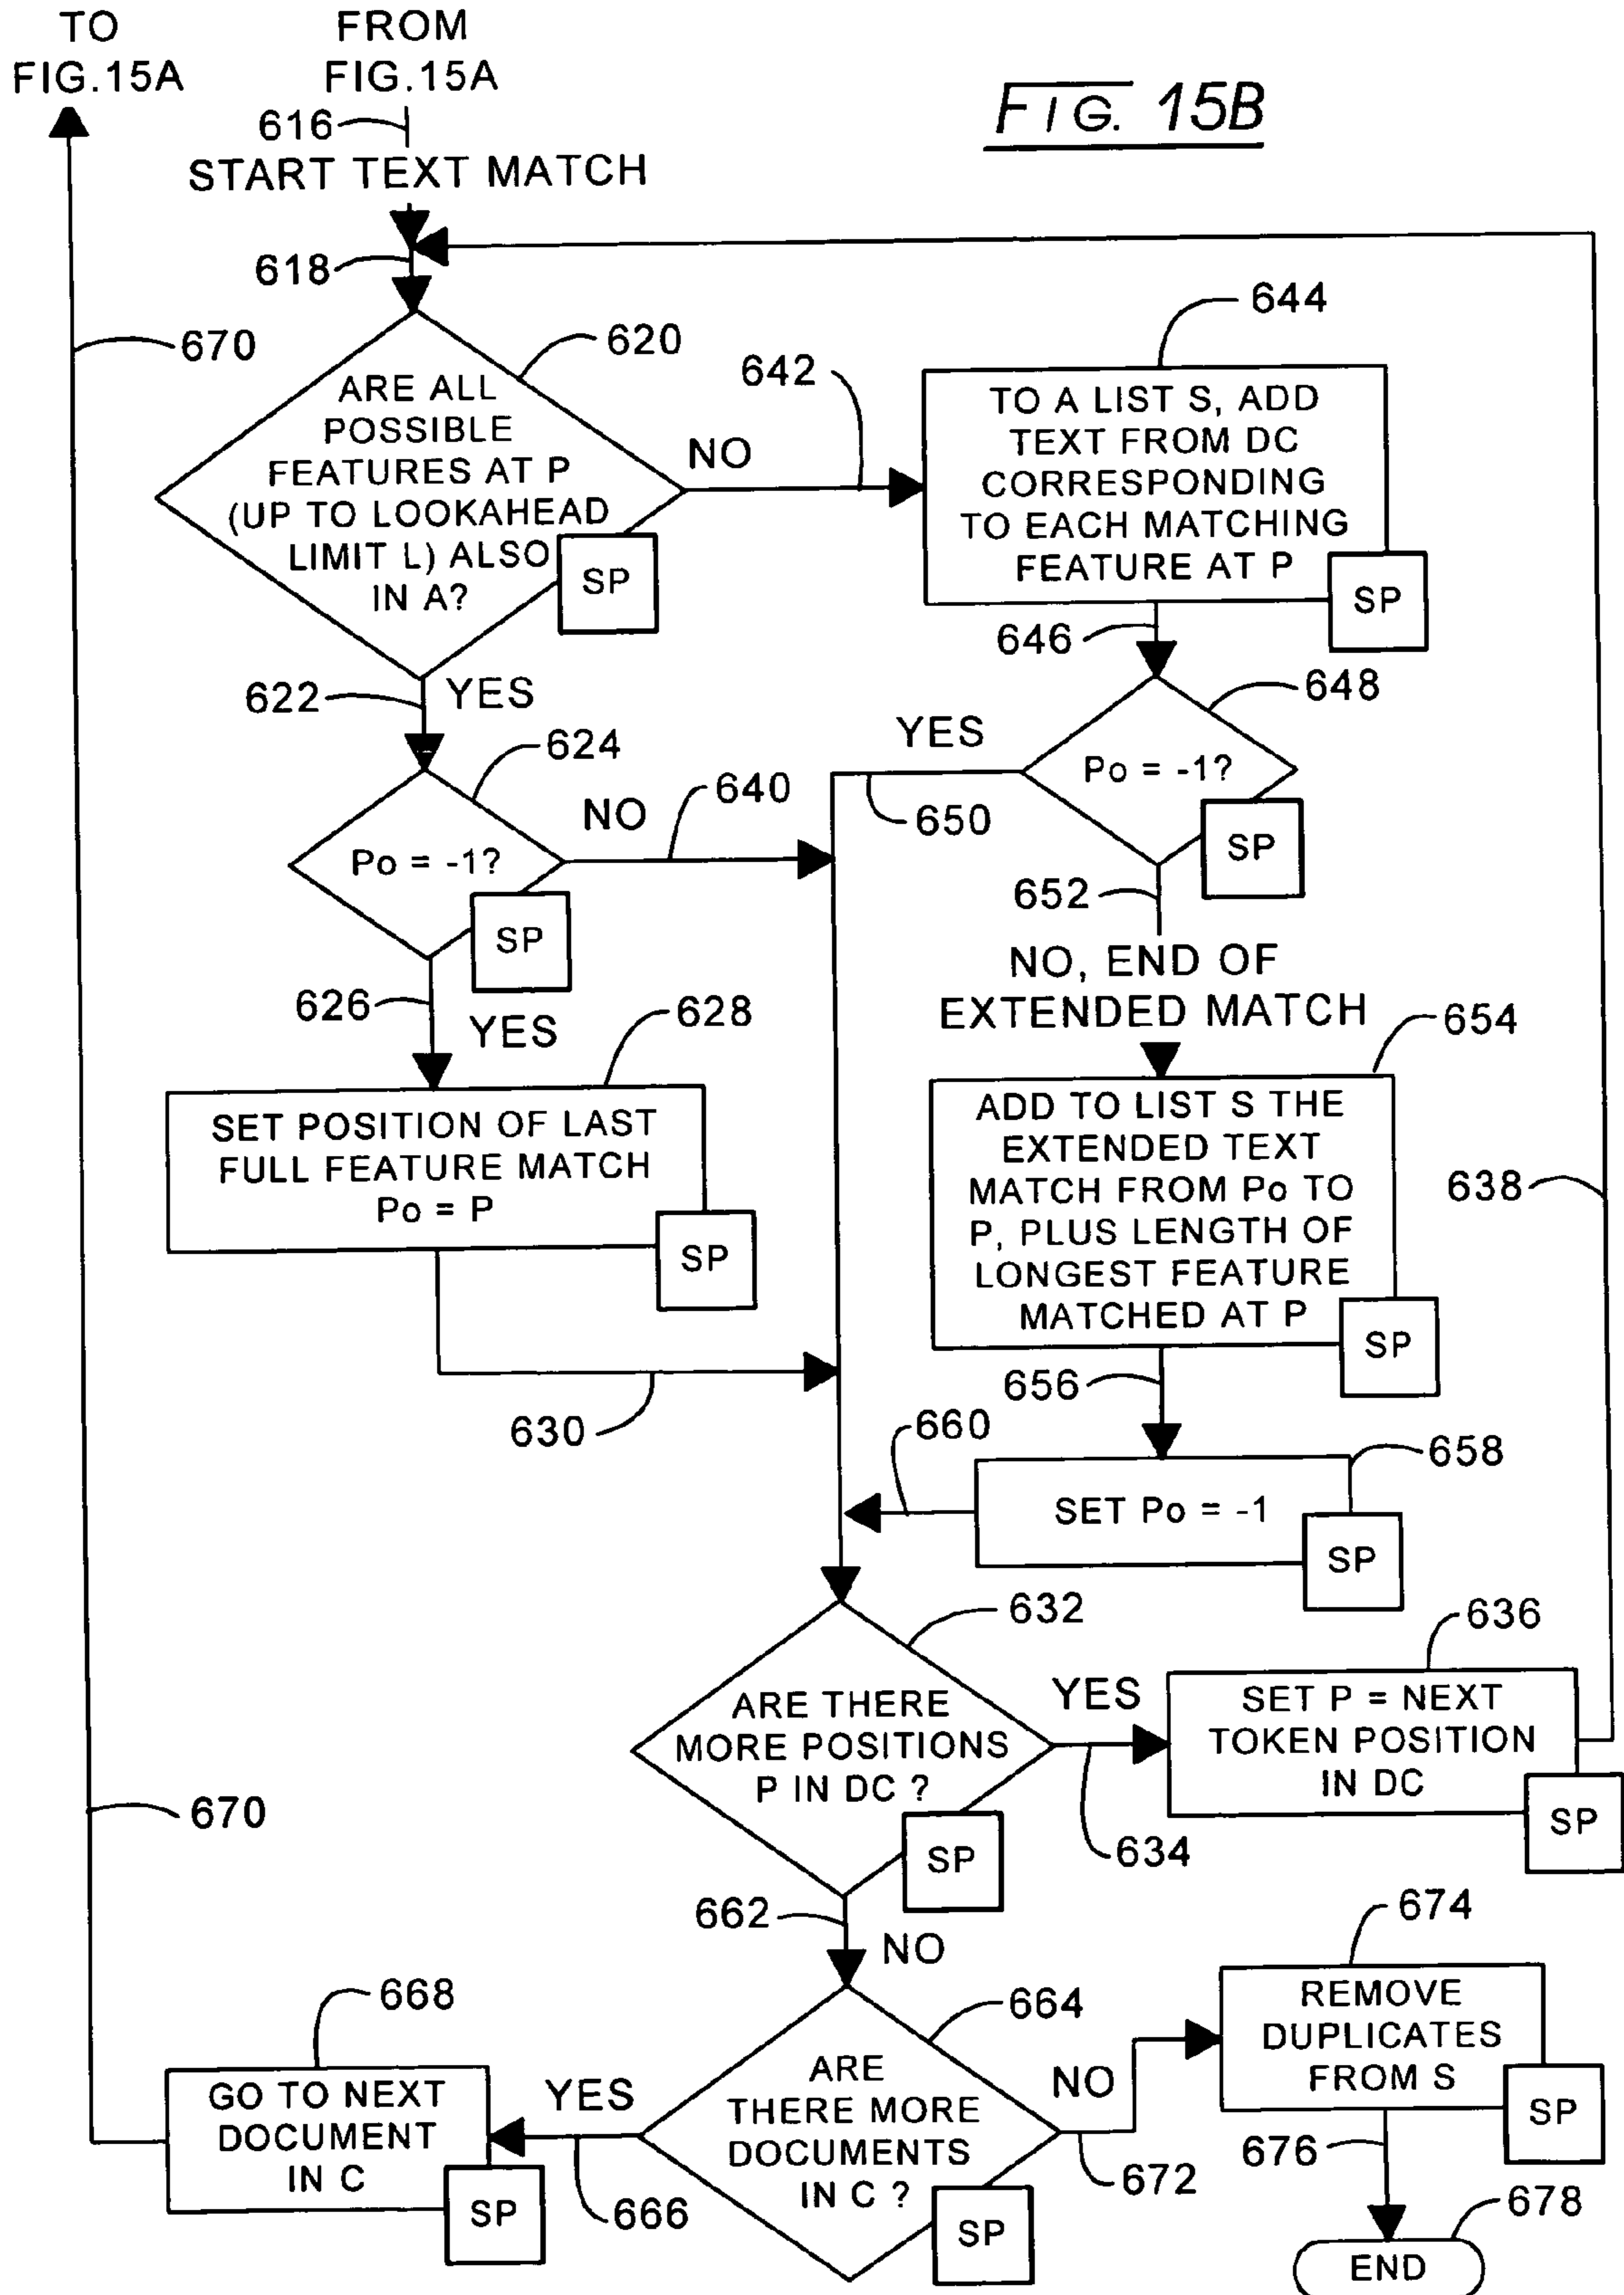 TO
FIG.15A
FROM
FIG.15A
FIG. 15B
616
START TEXT MATCH
618
670
620
ARE ALL
POSSIBLE
FEATURES AT P
(UP TO LOOKAHEAD
LIMIT L) ALSO
IN A?
SP
NO
642
644
TO A LIST S, ADD
TEXT FROM DC
CORRESPONDING
TO EACH MATCHING
FEATURE AT P
SP
646
622
YES
624
Po = -1?
SP
NO
640
648
YES
Po = -1?
SP
650
652
NO, END OF
EXTENDED MATCH
626
YES
628
SET POSITION OF LAST
FULL FEATURE MATCH
Po = P
SP
630
654
ADD TO LIST S THE
EXTENDED TEXT
MATCH FROM Po TO
P, PLUS LENGTH OF
LONGEST FEATURE
MATCHED AT P
SP
638
656
660
658
SET Po = -1
SP
632
ARE THERE
MORE POSITIONS
P IN DC ?
SP
YES
634
636
SET P = NEXT
TOKEN POSITION
IN DC
SP
670
662
NO
664
ARE
THERE MORE
DOCUMENTS
IN C ?
SP
YES
666
668
GO TO NEXT
DOCUMENT
IN C
SP
NO
672
674
REMOVE
DUPLICATES
FROM S
SP
676
678
END